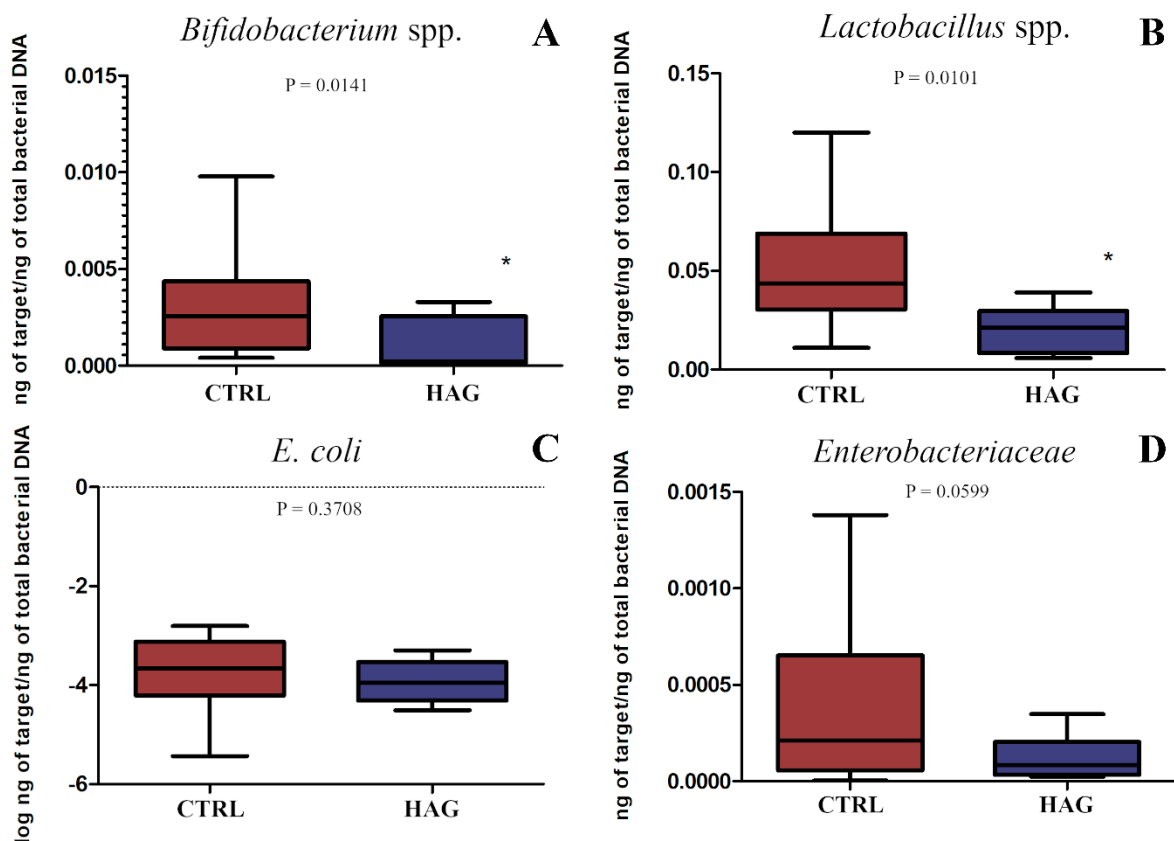 Bifidobacterium spp.
A
ng of target/ng of total bacterial DNA
P = 0.0141
0.015
0.010
0.005
0.000
*
CTRL
HAG
Lactobacillus spp.
B
ng of target/ng of total bacterial DNA
P = 0.0101
0.15
0.10
0.05
0.00
*
CTRL
HAG
E. coli
C
log ng of target/ng of total bacterial DNA
P = 0.3708
0
-2
-4
-6
CTRL
HAG
Enterobacteriaceae
D
ng of target/ng of total bacterial DNA
P = 0.0599
0.0015
0.0010
0.0005
0.0000
CTRL
HAG